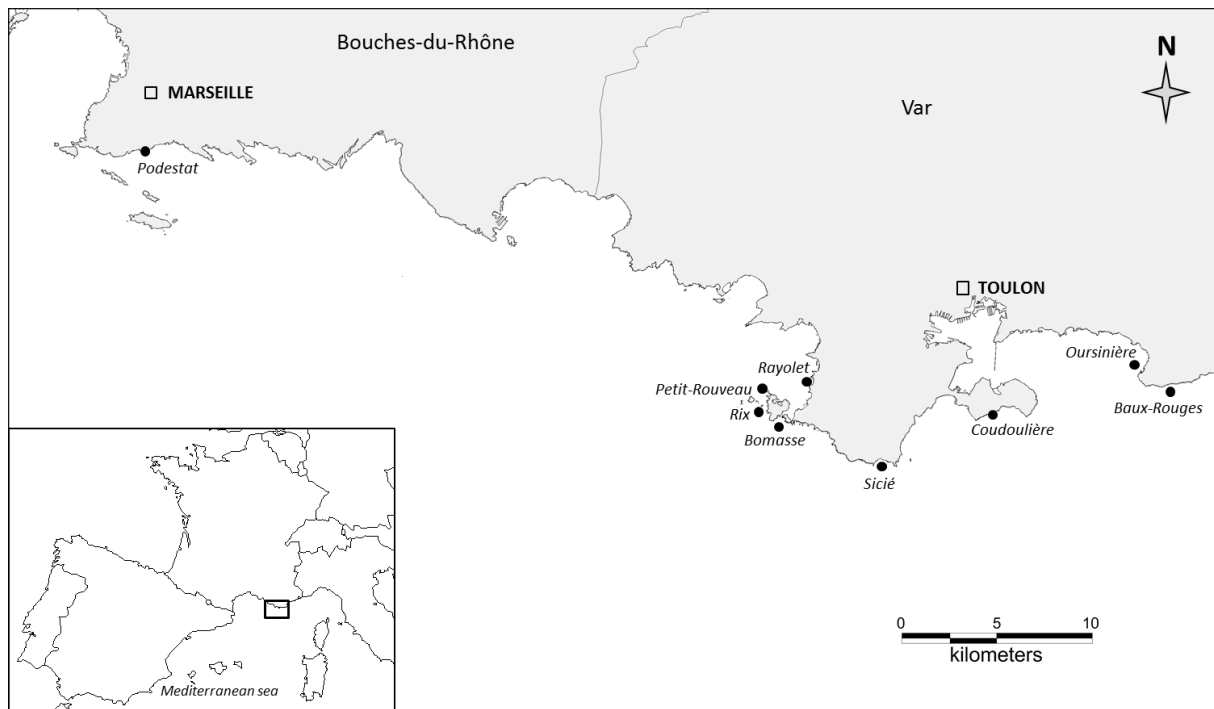 Bouches-du-Rhône
N
MARSEILLE
Var
Podestat
TOULON
Oursinière
Rayolet
Petit-Rouveau
Baux-Rouges
Rix
Coudoulière
Bomasse
Sicié
0 5 10
kilometers
Mediterranean sea